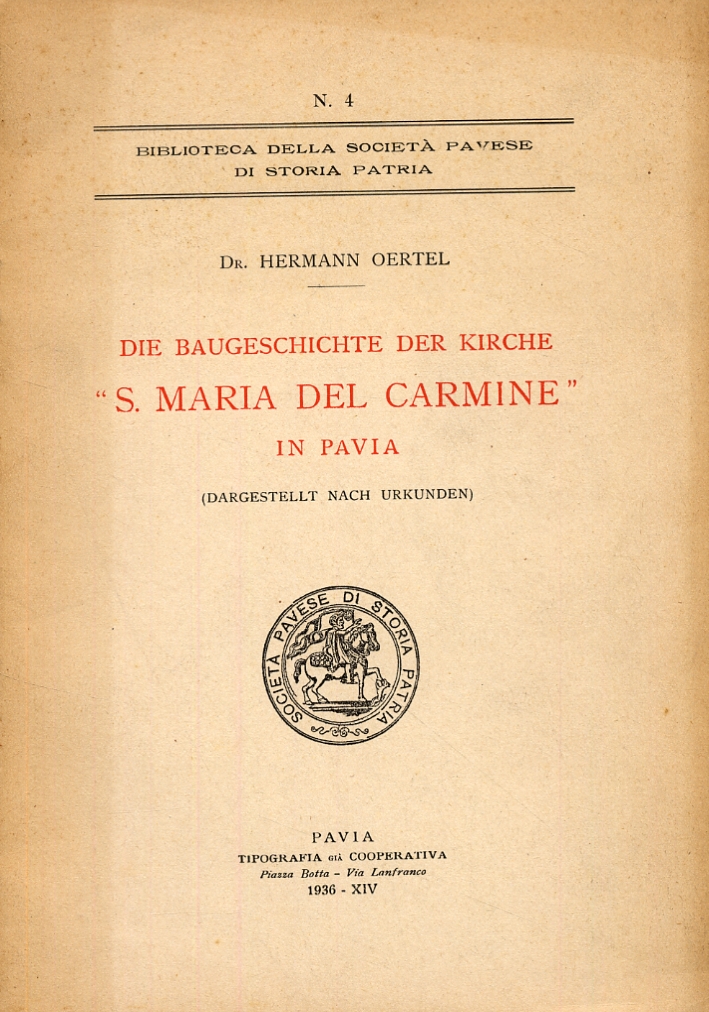 N. 4
BIBLIOTECA DELLA SOCIETÀ PAVESE
DI STORIA PATRIA
DR. HERMANN OERTEL
DIE BAUGESCHICHTE DER KIRCHE
“S. MARIA DEL CARMINE”
IN PAVIA
(DARGESTELLT NACH URKUNDEN)
SOCIETÀ PAVESE DI STORIA PATRIA
PAVIA
TIPOGRAFIA GIÀ COOPERATIVA
Piazza Botta – Via Lanfranco
1936 - XIV